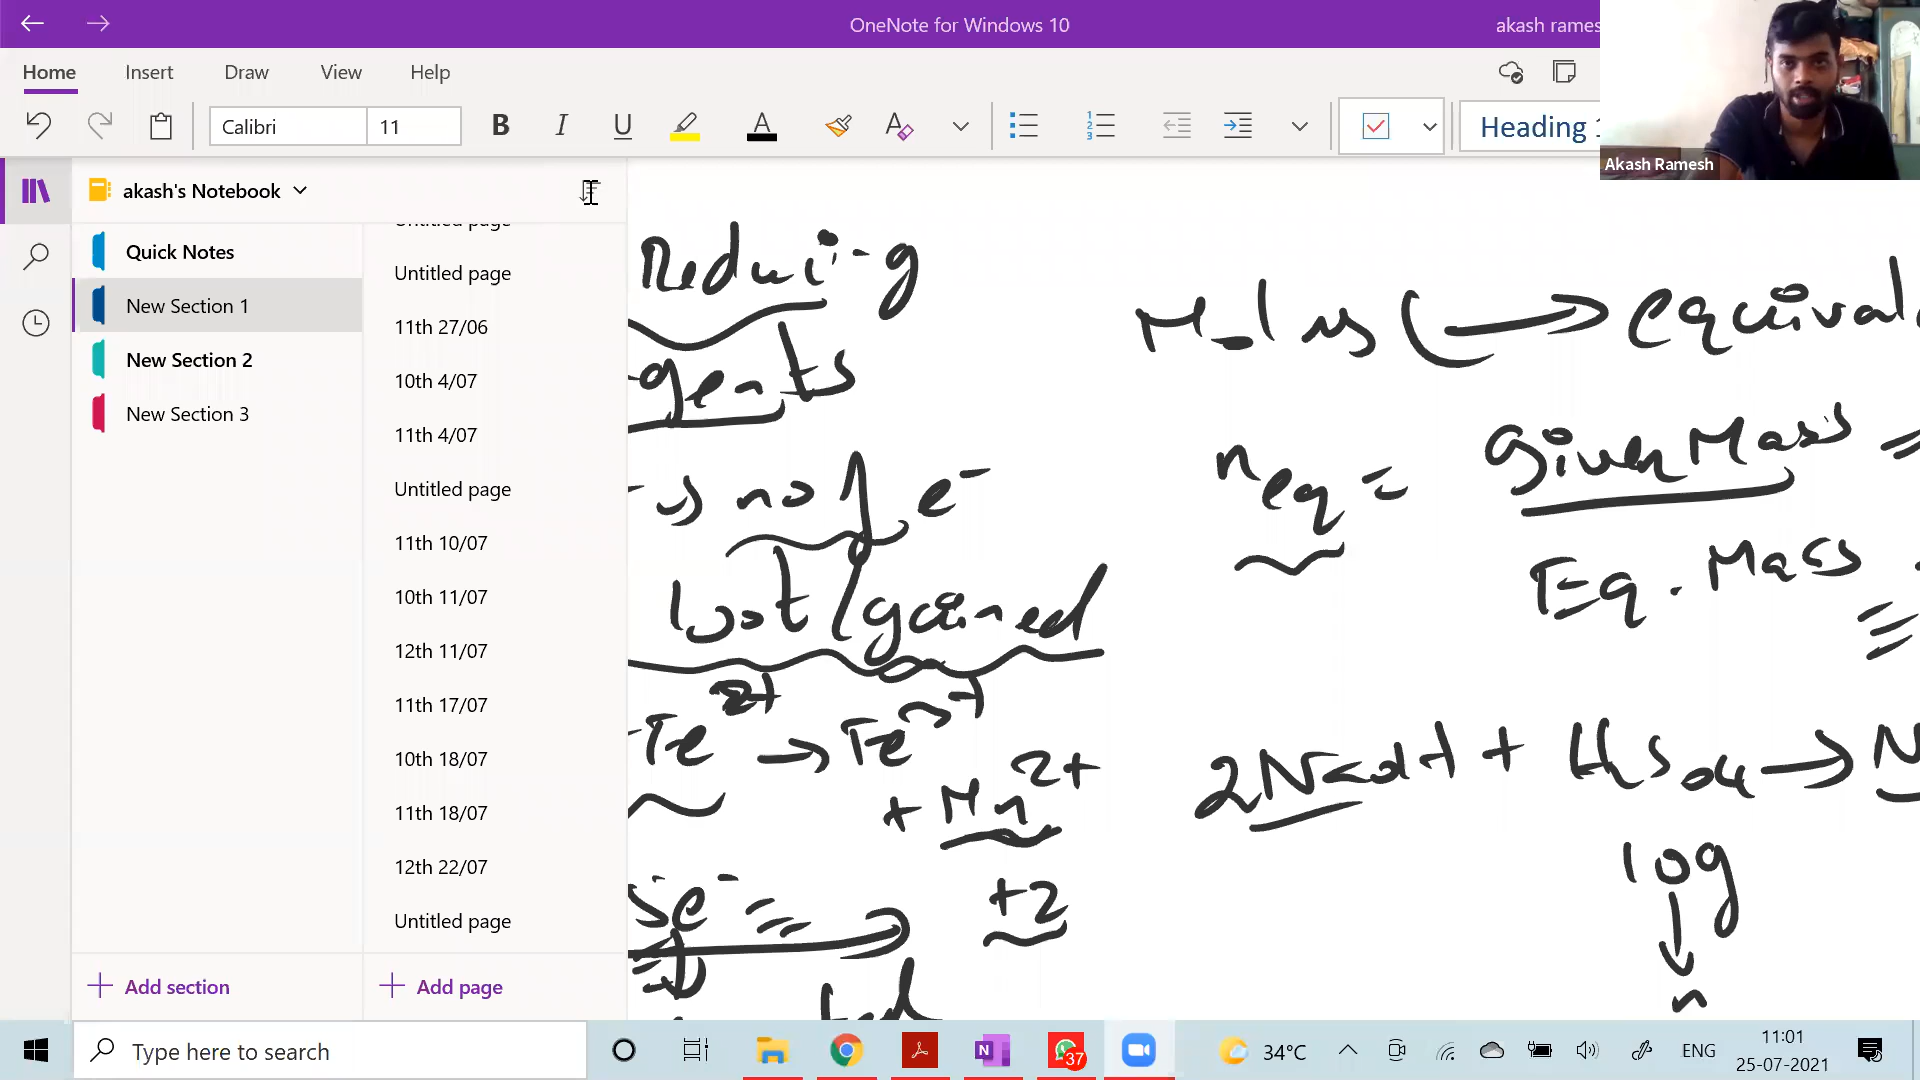 OneNote for Windows 10
akash rames
Home Insert Draw View Help
Calibri 11 B I U A A Heading 1
Akash Ramesh
akash's Notebook
Quick Notes
New Section 1
New Section 2
New Section 3
Untitled page
Untitled page
11th 27/06
10th 4/07
11th 4/07
Untitled page
11th 10/07
10th 11/07
12th 11/07
11th 17/07
10th 18/07
11th 18/07
12th 22/07
Untitled page
Add section
Add page
Reducing
gents
no of e-
lost/gained
Fe2+ → Fe3+
+ Mn2+
+2
Moles → equival
neq = Given Mass =
Eq. Mass
2NaOH + H2SO4 → N
10g
↓
n
Type here to search
N
37
34°C
ENG
11:01
25-07-2021